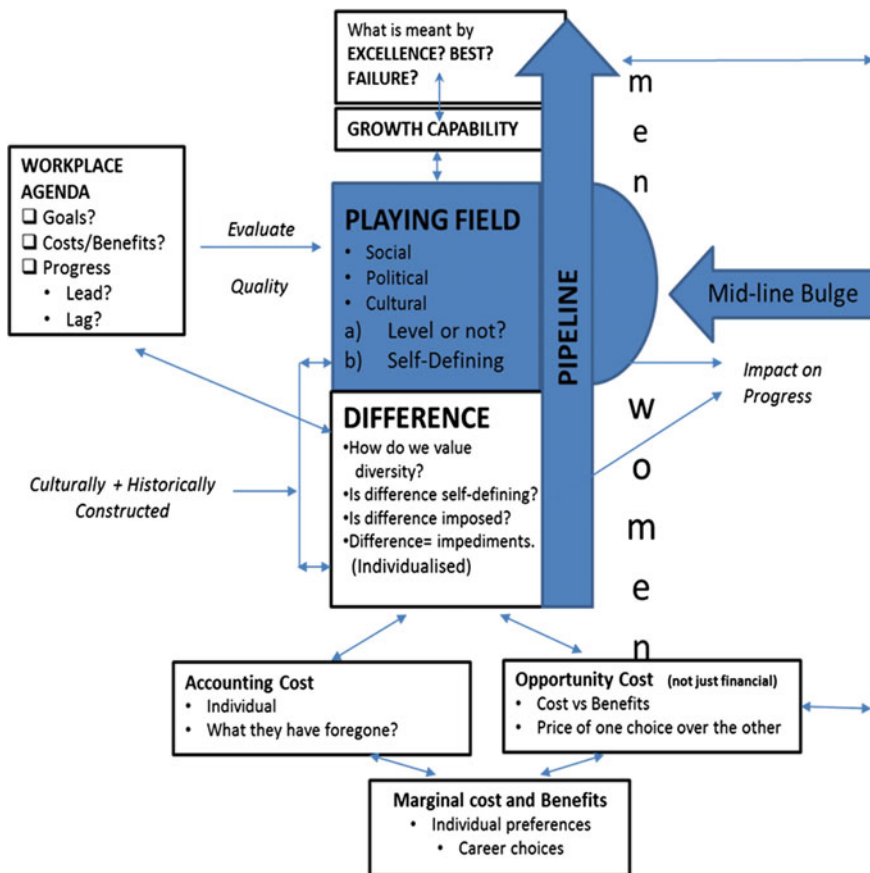 What is meant by
EXCELLENCE? BEST?
FAILURE?
men
GROWTH CAPABILITY
WORKPLACE
AGENDA
❑ Goals?
❑ Costs/Benefits?
❑ Progress
• Lead?
• Lag?
Evaluate
Quality
PLAYING FIELD
• Social
• Political
• Cultural
a) Level or not?
b) Self-Defining
PIPELINE
Mid-line Bulge
Impact on
Progress
women
DIFFERENCE
•How do we value
diversity?
•Is difference self-defining?
•Is difference imposed?
•Difference= impediments.
(Individualised)
Culturally + Historically
Constructed
Accounting Cost
• Individual
• What they have foregone?
Opportunity Cost (not just financial)
• Cost vs Benefits
• Price of one choice over the other
Marginal cost and Benefits
• Individual preferences
• Career choices